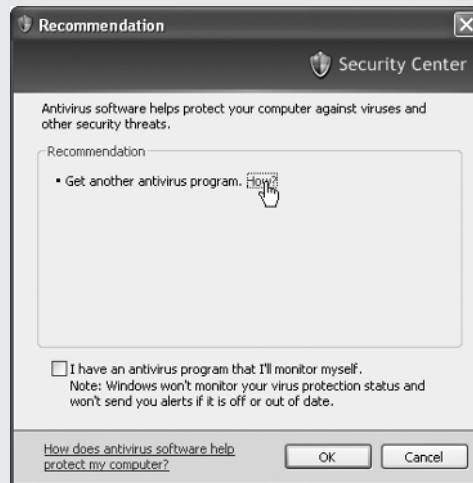 Recommendation
Security Center
Antivirus software helps protect your computer against viruses and
other security threats.
Recommendation
• Get another antivirus program. How?
I have an antivirus program that I'll monitor myself.
Note: Windows won't monitor your virus protection status and
won't send you alerts if it is off or out of date.
How does antivirus software help
protect my computer?
OK
Cancel